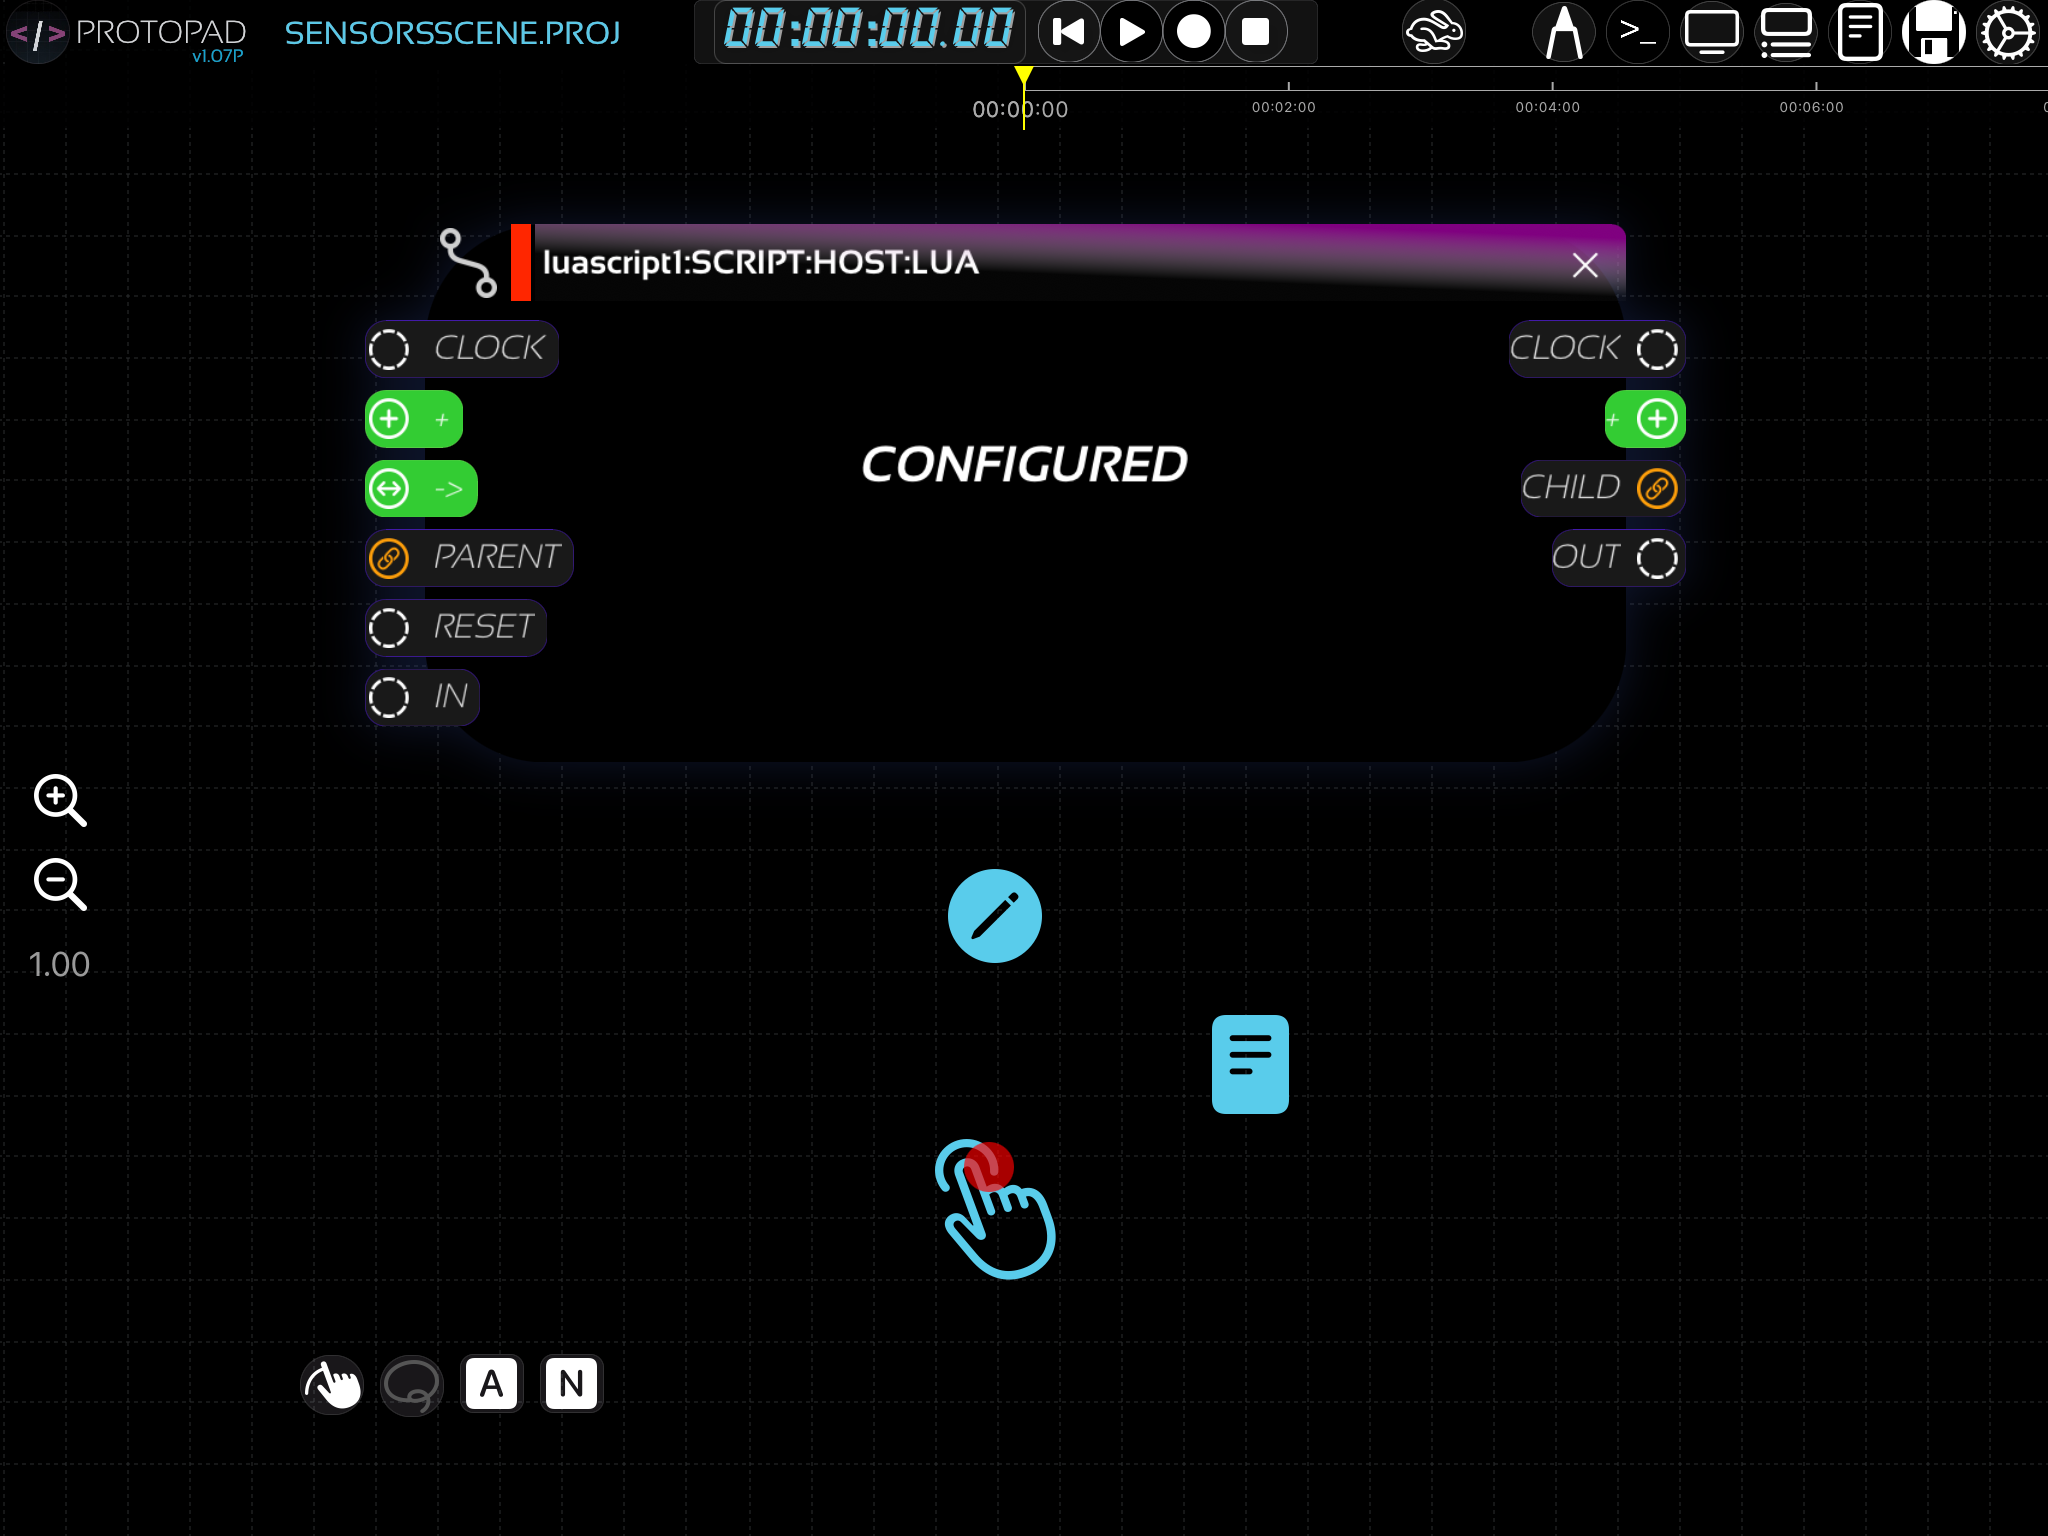 </> PROTOPAD
v1.07P
SENSORSSCENE.PROJ
00:00:00.00
>_
00:00:00
00:02:00
00:04:00
00:06:00
luascript1:SCRIPT:HOST:LUA
CLOCK
CLOCK
+
+
->
CHILD
PARENT
OUT
RESET
IN
CONFIGURED
1.00
A
N